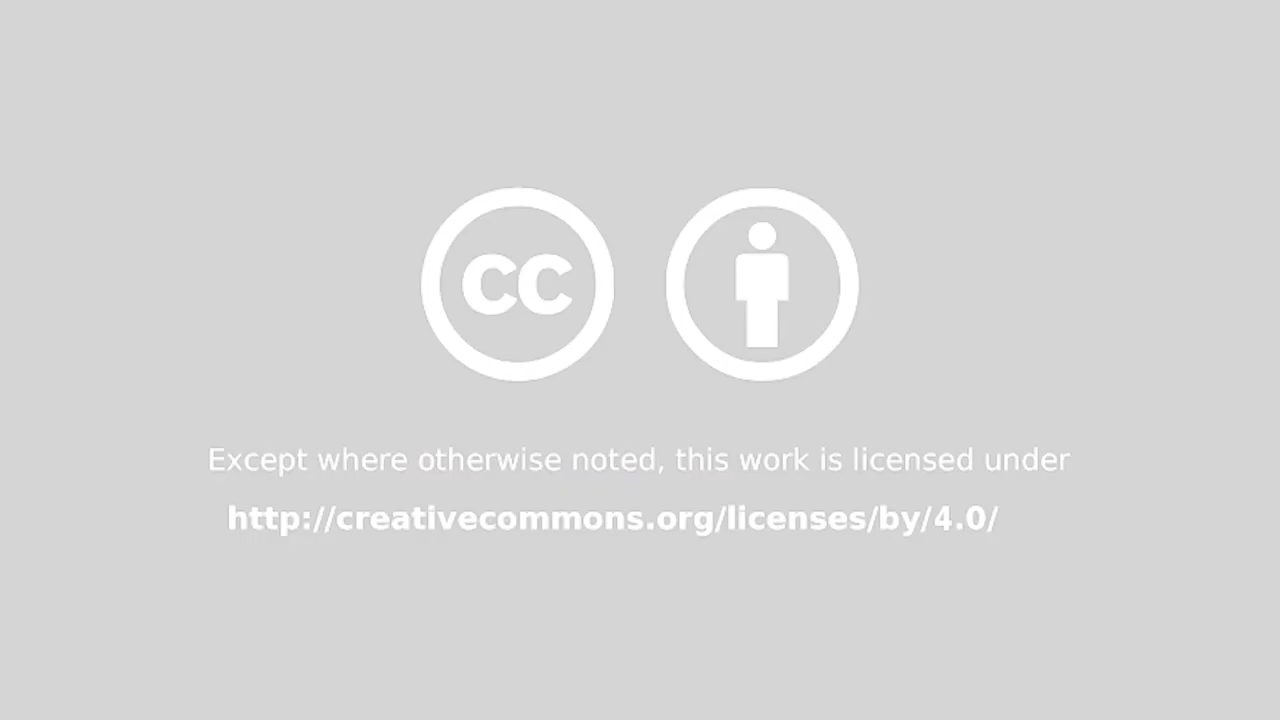 cc
Except where otherwise noted, this work is licensed under
http://creativecommons.org/licenses/by/4.0/